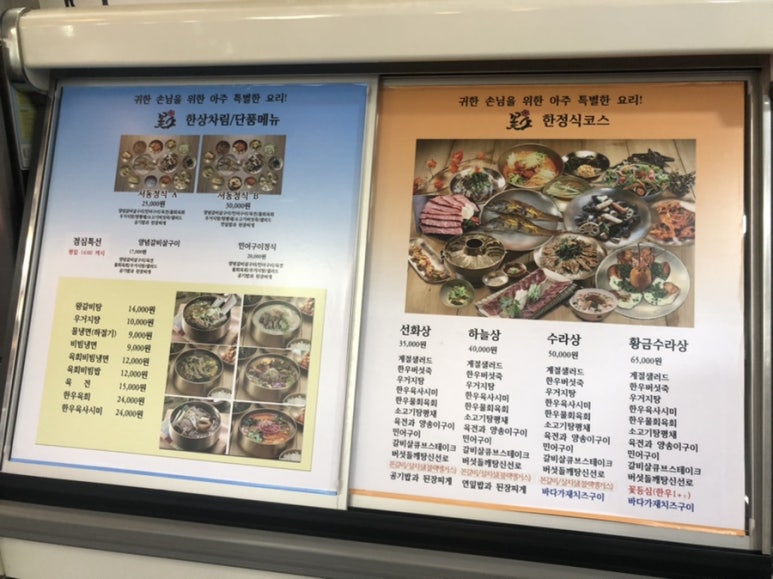 귀한 손님을 위한 아주 특별한 요리!
한상차림/단품메뉴
서동정식 A
25,000원
서동정식 B
30,000원
점심특선
양념갈비살구이
17,000원
민어구이정식
20,000원
공기밥과 된장찌개
왕갈비탕 14,000원
우거지탕 10,000원
물냉면(하절기) 9,000원
비빔냉면 9,000원
육회비빔냉면 12,000원
육회비빔밥 12,000원
육 전 15,000원
한우육회 24,000원
한우육사시미 24,000원
귀한 손님을 위한 아주 특별한 요리!
한정식코스
선화상
35,000원
계절샐러드
한우버섯죽
우거지탕
한우육사시미
한우물회육회
소고기탕평채
육전과 양송이구이
민어구이
갈비살큐브스테이크
버섯들깨탕신선로
공기밥과 된장찌개
하늘상
40,000원
계절샐러드
한우버섯죽
우거지탕
한우육사시미
한우물회육회
소고기탕평채
육전과 양송이구이
민어구이
갈비살큐브스테이크
버섯들깨탕신선로
연잎밥과 된장찌개
수라상
50,000원
계절샐러드
한우버섯죽
우거지탕
한우육사시미
한우물회육회
소고기탕평채
육전과 양송이구이
민어구이
갈비살큐브스테이크
버섯들깨탕신선로
바다가재치즈구이
황금수라상
65,000원
계절샐러드
한우버섯죽
우거지탕
한우육사시미
한우물회육회
소고기탕평채
육전과 양송이구이
민어구이
갈비살큐브스테이크
버섯들깨탕신선로
꽃등심(한우1++)
바다가재치즈구이